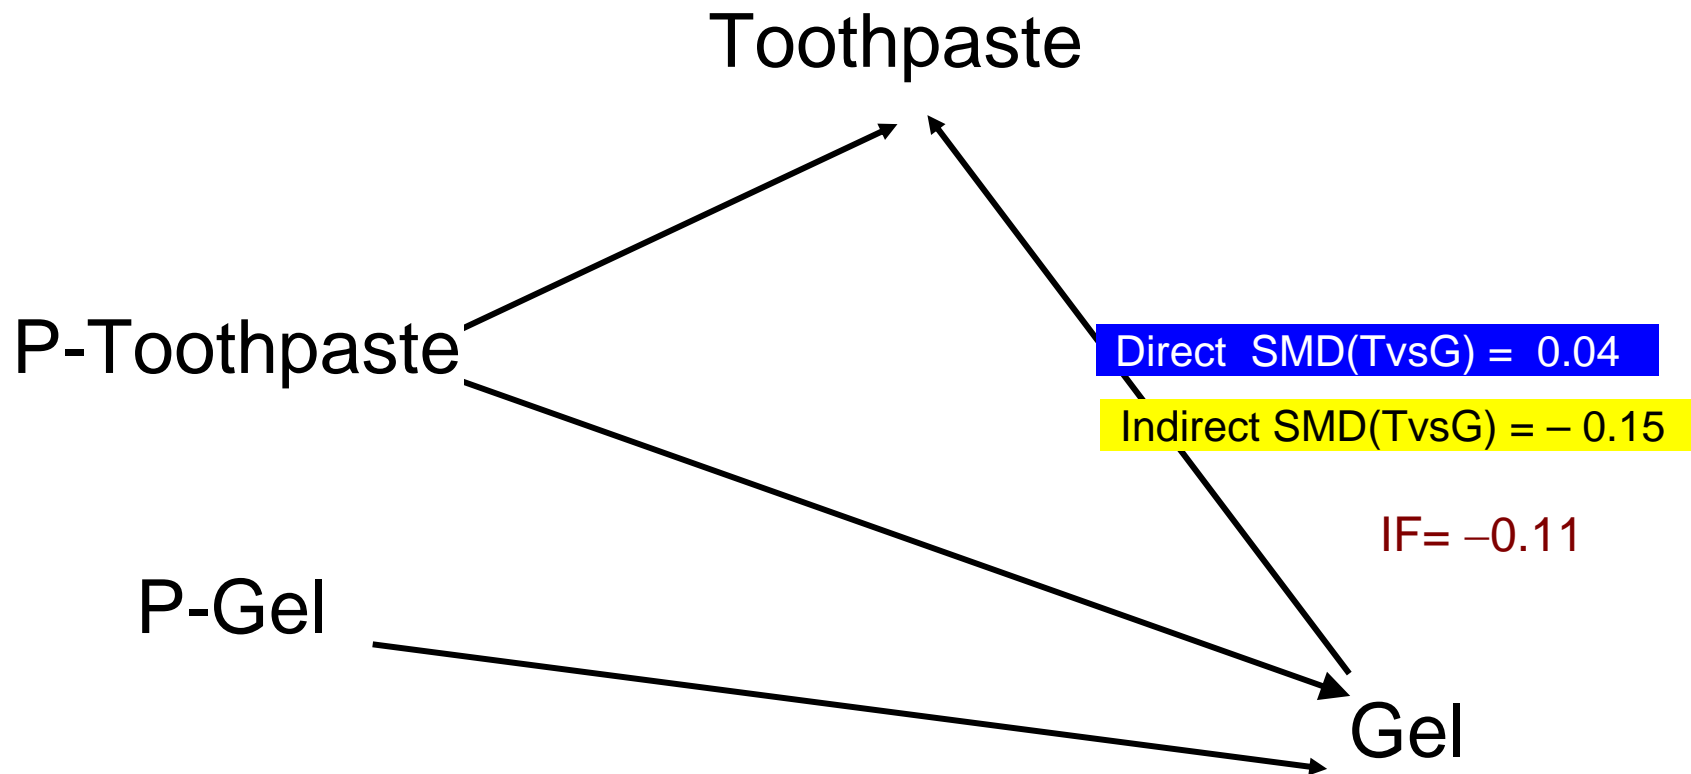 Toothpaste
P-Toothpaste
Direct SMD(TvsG) = 0.04
Indirect SMD(TvsG) = – 0.15
IF= –0.11
P-Gel
Gel